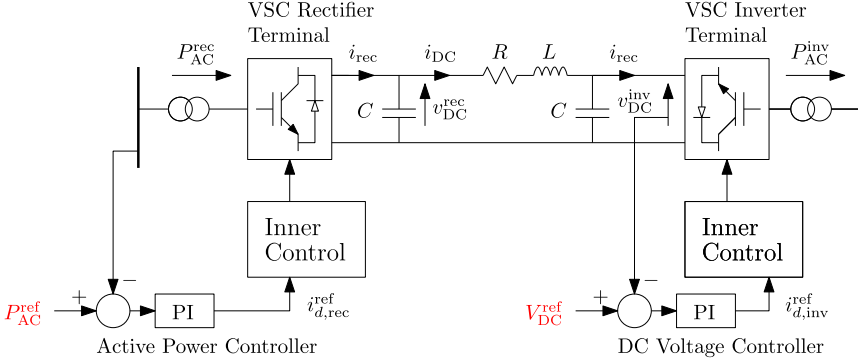 VSC Rectifier
Terminal
VSC Inverter
Terminal
P_AC^rec
i_rec
i_DC
R
L
i_rec
P_AC^inv
C
v_DC^rec
C
v_DC^inv
Inner
Control
Inner
Control
P_AC^ref
+
−
PI
i_d,rec^ref
V_DC^ref
+
−
PI
i_d,inv^ref
Active Power Controller
DC Voltage Controller